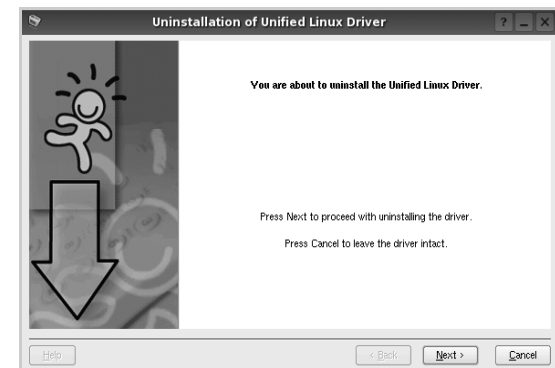 Uninstallation of Unified Linux Driver
You are about to uninstall the Unified Linux Driver.
Press Next to proceed with uninstalling the driver.
Press Cancel to leave the driver intact.
Help
< Back
Next >
Cancel